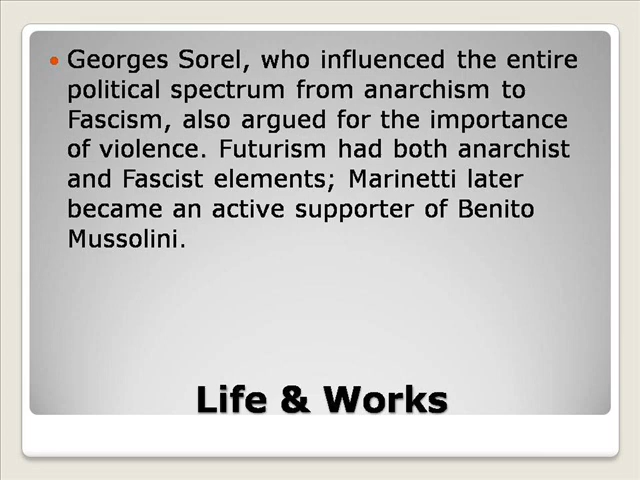 • Georges Sorel, who influenced the entire
political spectrum from anarchism to
Fascism, also argued for the importance
of violence. Futurism had both anarchist
and Fascist elements; Marinetti later
became an active supporter of Benito
Mussolini.
Life & Works